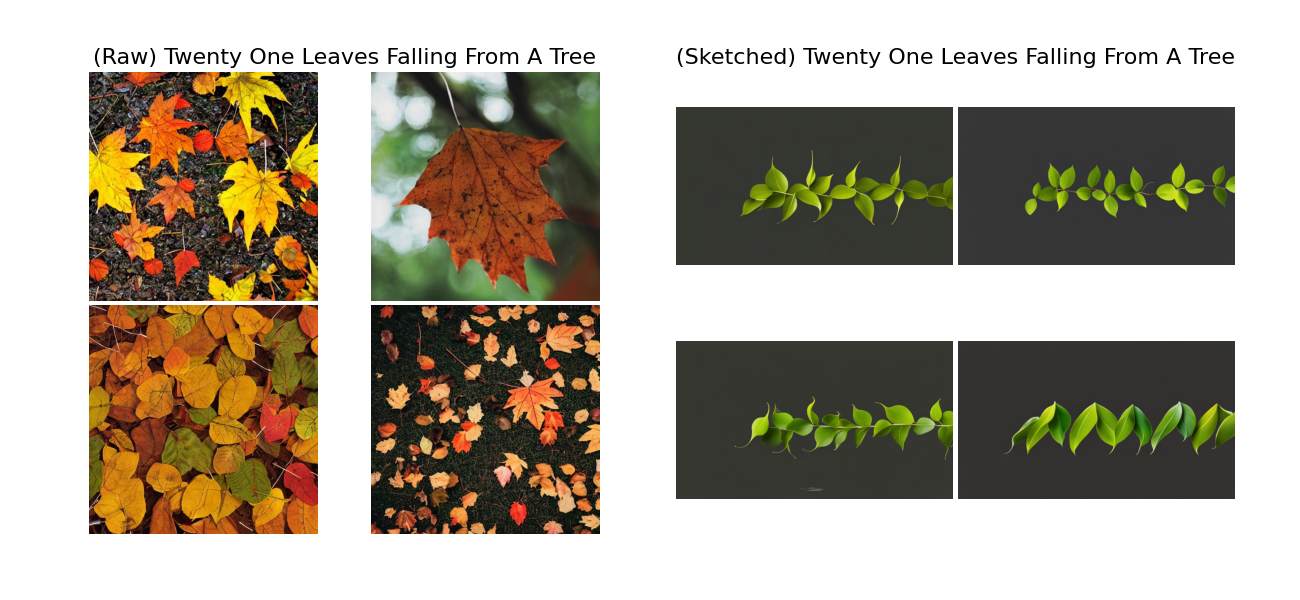 (Raw) Twenty One Leaves Falling From A Tree
(Sketched) Twenty One Leaves Falling From A Tree